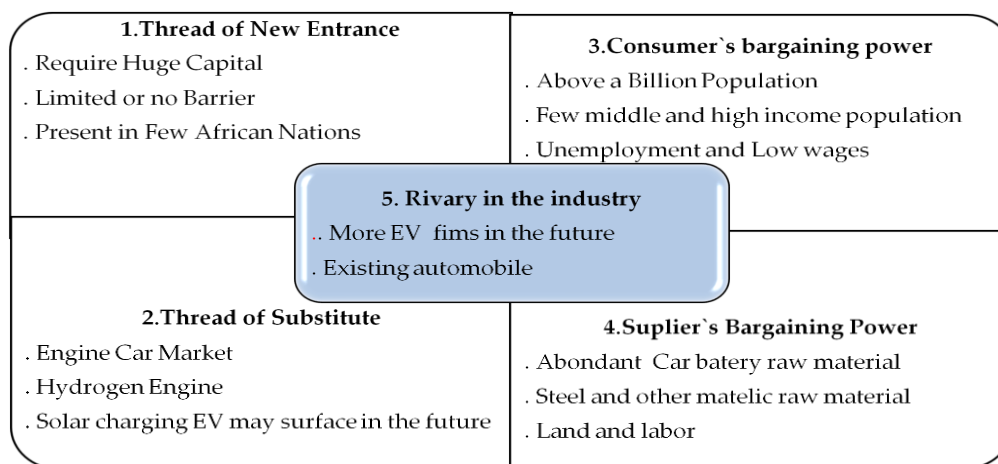 1.Thread of New Entrance
. Require Huge Capital
. Limited or no Barrier
. Present in Few African Nations
3.Consumer`s bargaining power
. Above a Billion Population
. Few middle and high income population
. Unemployment and Low wages
5. Rivary in the industry
.. More EV fims in the future
. Existing automobile
2.Thread of Substitute
. Engine Car Market
. Hydrogen Engine
. Solar charging EV may surface in the future
4.Suplier`s Bargaining Power
. Abondant Car batery raw material
. Steel and other matelic raw material
. Land and labor